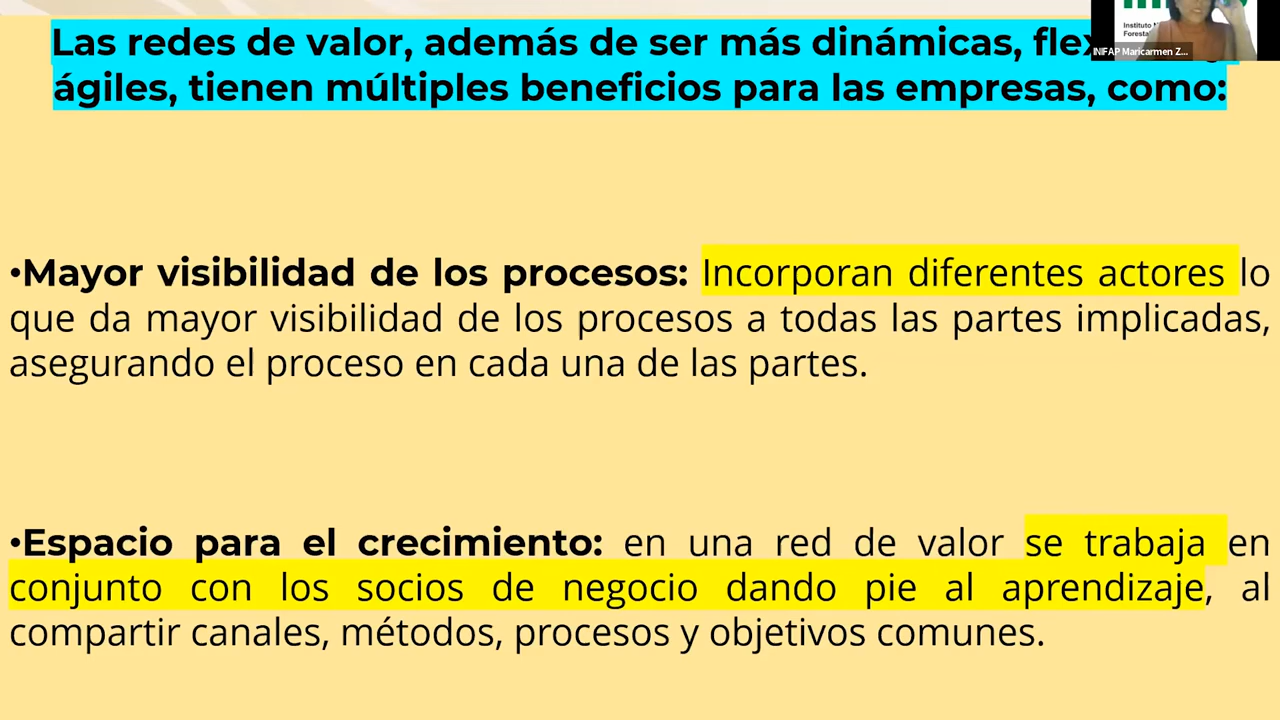 Las redes de valor, además de ser más dinámicas,
ágiles, tienen múltiples beneficios para las empresas, como:
Instituto
Foresta
INIFAP Maricarmen Z...
•Mayor visibilidad de los procesos: Incorporan diferentes actores lo
que da mayor visibilidad de los procesos a todas las partes implicadas,
asegurando el proceso en cada una de las partes.
•Espacio para el crecimiento: en una red de valor se trabaja en
conjunto con los socios de negocio dando pie al aprendizaje, al
compartir canales, métodos, procesos y objetivos comunes.